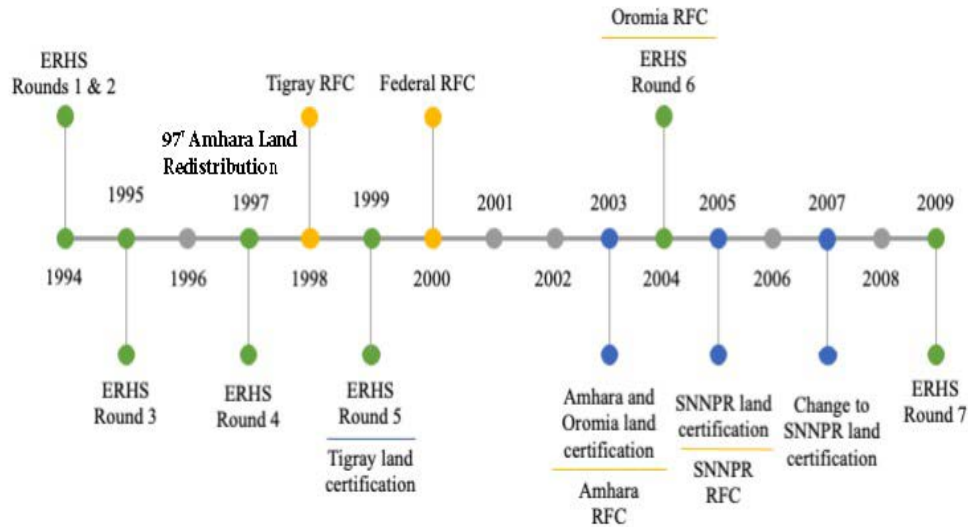 Oromia RFC
ERHS
Rounds 1 & 2
Tigray RFC
Federal RFC
ERHS
Round 6
97' Amhara Land
Redistribution
1995
1997
1999
2001
2003
2005
2007
2009
1994
1996
1998
2000
2002
2004
2006
2008
ERHS
Round 3
ERHS
Round 4
ERHS
Round 5
Tigray land
certification
Amhara and
Oromia land
certification
Amhara
RFC
SNNPR land
certification
SNNPR
RFC
Change to
SNNPR land
certification
ERHS
Round 7